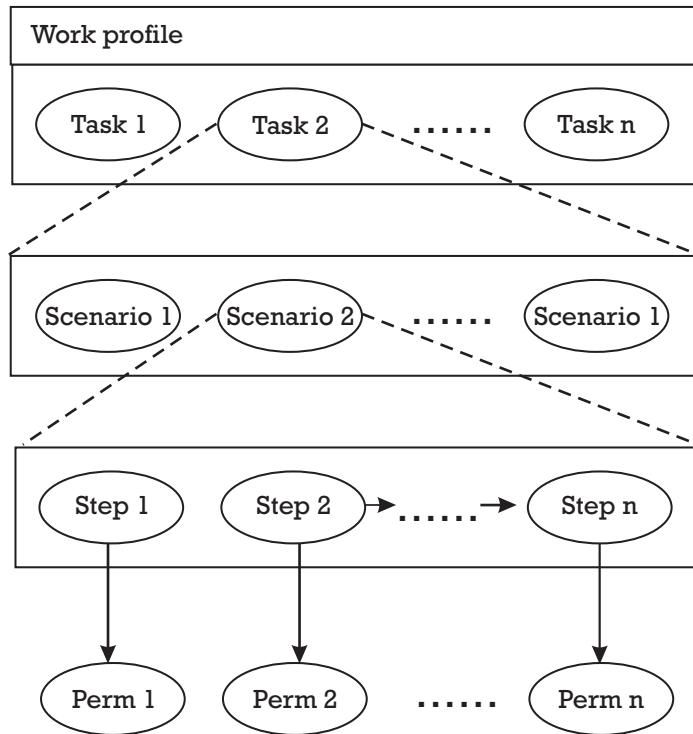 Work profile
Task 1 Task 2 ...... Task n
Scenario 1 Scenario 2 ...... Scenario 1
Step 1 Step 2 ...... Step n
Perm 1 Perm 2 ...... Perm n